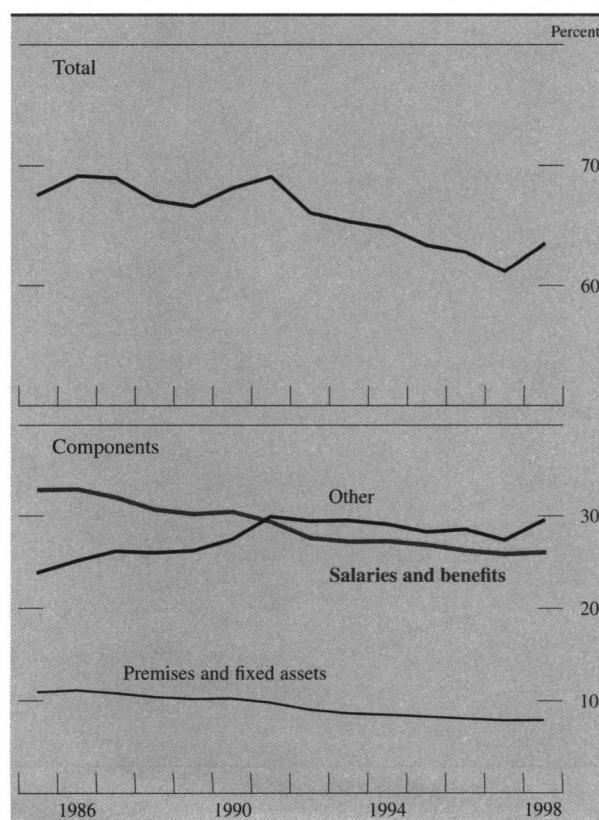 Percent
Total
70
60
Components
Other
30
Salaries and benefits
20
Premises and fixed assets
10
1986 1990 1994 1998